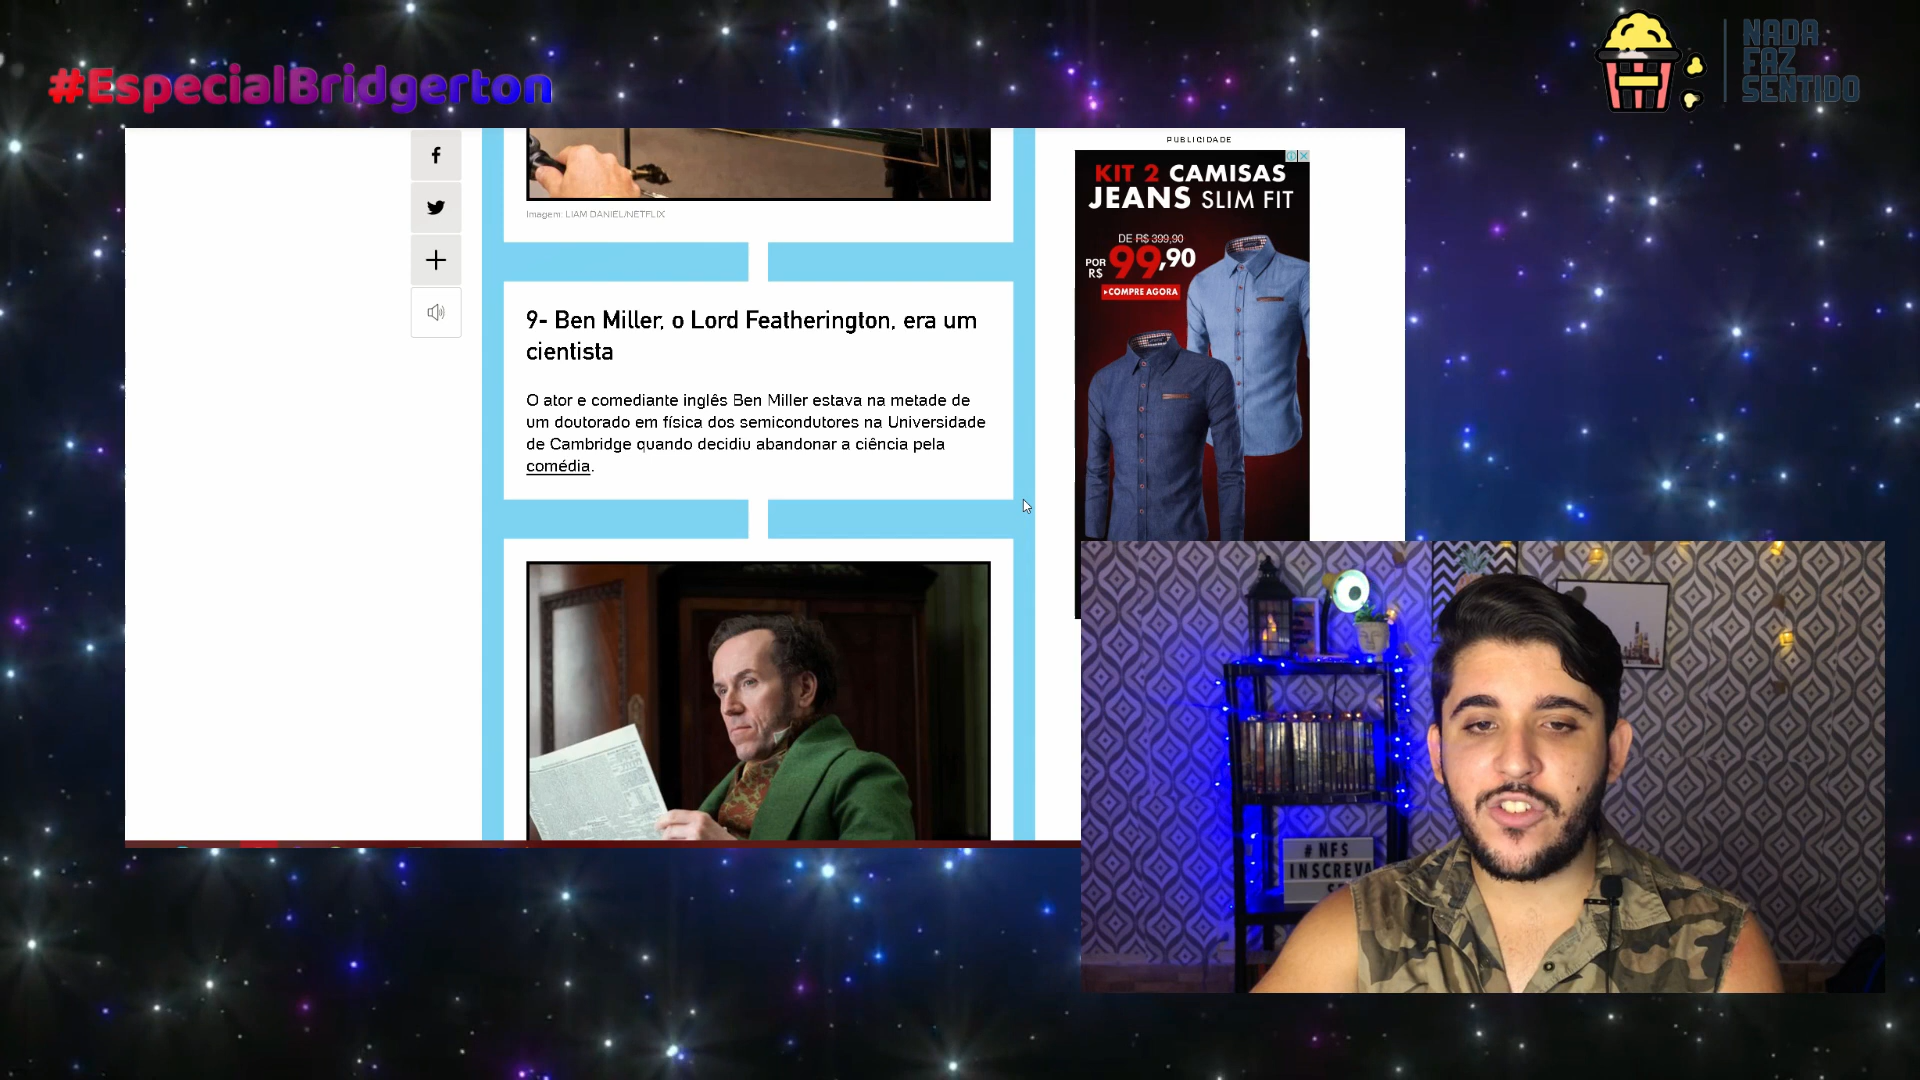 #EspecialBridgerton
NADA
FAZ
SENTIDO
PUBLICIDADE
KIT 2 CAMISAS
JEANS SLIM FIT
DE R$ 399,90
POR
R$ 99,90
COMPRE AGORA
Imagem: LIAM DANIEL/NETFLIX
9- Ben Miller, o Lord Featherington, era um
cientista
O ator e comediante inglês Ben Miller estava na metade de
um doutorado em física dos semicondutores na Universidade
de Cambridge quando decidiu abandonar a ciência pela
comédia.
# NFS
INSCREVA